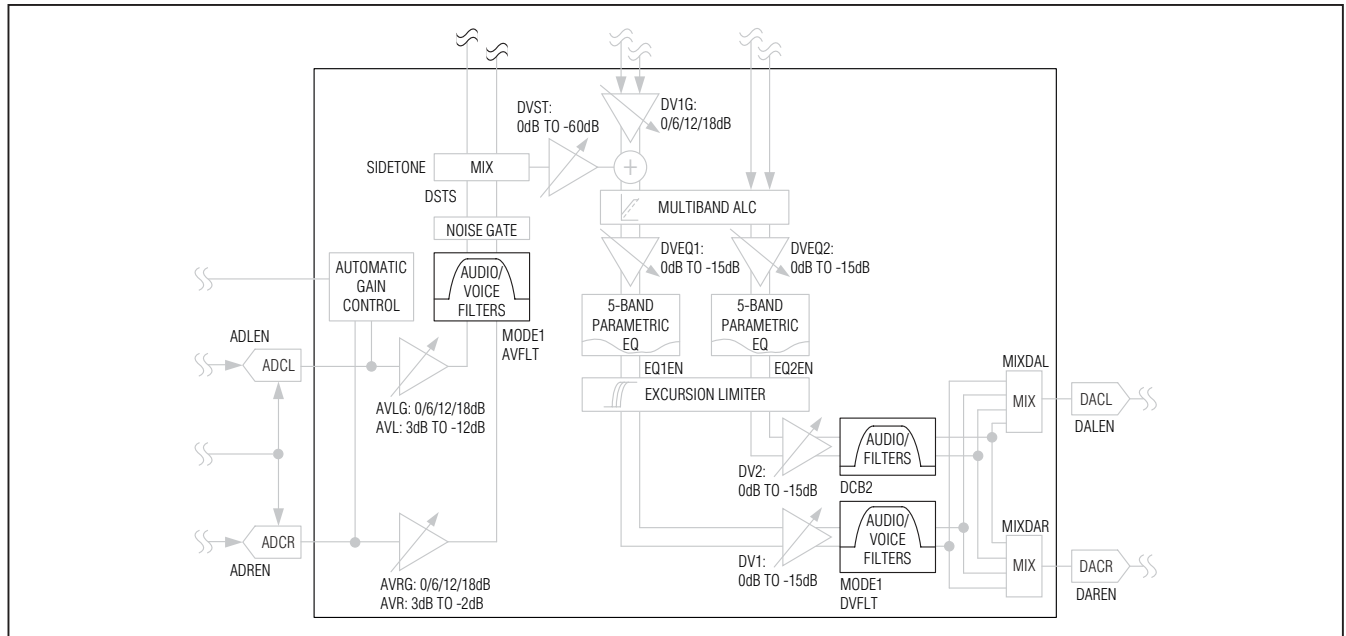 DVST:
0dB TO -60dB
DV1G:
0/6/12/18dB
SIDETONE
MIX
+
DSTS
MULTIBAND ALC
NOISE GATE
DVEQ1:
0dB TO -15dB
DVEQ2:
0dB TO -15dB
AUTOMATIC
GAIN
CONTROL
AUDIO/
VOICE
FILTERS
5-BAND
PARAMETRIC
EQ
5-BAND
PARAMETRIC
EQ
MODE1
AVFLT
ADLEN
ADCL
EQ1EN
EQ2EN
MIXDAL
EXCURSION LIMITER
MIX
DACL
DALEN
AVLG: 0/6/12/18dB
AVL: 3dB TO -12dB
AUDIO/
FILTERS
DV2:
0dB TO -15dB
DCB2
MIXDAR
ADCR
ADREN
AUDIO/
VOICE
FILTERS
MIX
DACR
DAREN
DV1:
0dB TO -15dB
MODE1
DVFLT
AVRG: 0/6/12/18dB
AVR: 3dB TO -2dB